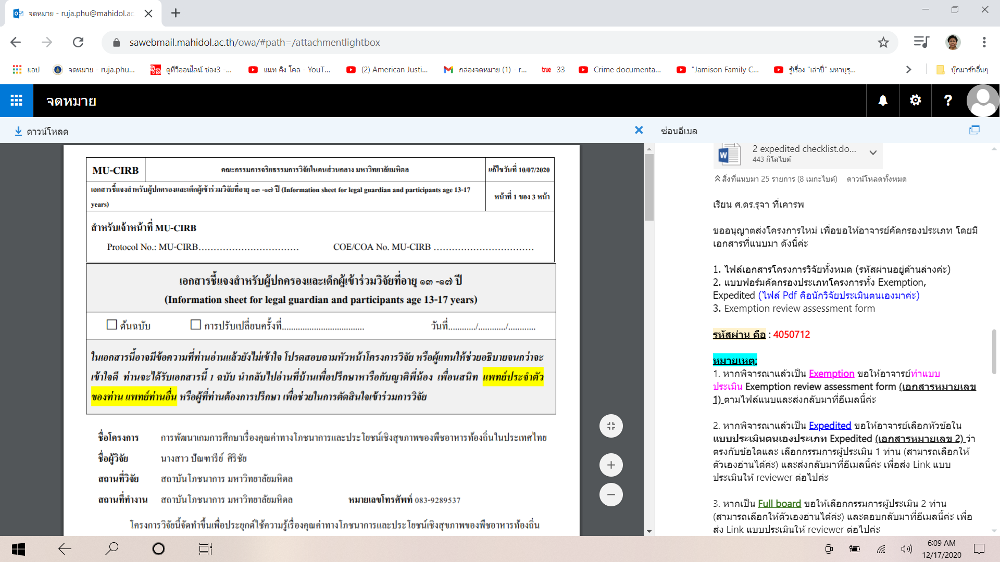 จดหมาย - ruja.phu@mahidol.ac
sawebmail.mahidol.ac.th/owa/#path=/attachmentlightbox
แอป
จดหมาย - ruja.phu...
ดูทีวีออนไลน์ ช่อง3 -...
แนท คิง โคล - YouT...
(2) American Justi...
กล่องจดหมาย (1) - r...
true 33
Crime documenta...
"Jamison Family C...
รู้เรื่อง "เล่าปี่" มหาบุรุ...
บุ๊กมาร์กอื่นๆ
จดหมาย
ดาวน์โหลด
ซ่อนอีเมล
MU-CIRB
คณะกรรมการจริยธรรมการวิจัยในคนส่วนกลาง มหาวิทยาลัยมหิดล
แก้ไขวันที่ 10/07/2020
เอกสารชี้แจงสำหรับผู้ปกครองและเด็กผู้เข้าร่วมวิจัยที่อายุ ๑๓ -๑๗ ปี (Information sheet for legal guardian and participants age 13-17
years)
หน้าที่ 1 ของ 3 หน้า
สำหรับเจ้าหน้าที่ MU-CIRB
Protocol No.: MU-CIRB.................................. COE/COA No. MU-CIRB ..................................
เอกสารชี้แจงสำหรับผู้ปกครองและเด็กผู้เข้าร่วมวิจัยที่อายุ ๑๓ -๑๗ ปี
(Information sheet for legal guardian and participants age 13-17 years)
☐ ต้นฉบับ ☐ การปรับเปลี่ยนครั้งที่.................................... วันที่............/............/............
ในเอกสารนี้อาจมีข้อความที่ท่านอ่านแล้วยังไม่เข้าใจ โปรดสอบถามหัวหน้าโครงการวิจัย หรือผู้แทนให้ช่วยอธิบายจนกว่าจะ
เข้าใจดี ท่านจะได้รับเอกสารนี้ 1 ฉบับ นำกลับไปอ่านที่บ้านเพื่อปรึกษาหารือกับญาติพี่น้อง เพื่อนสนิท แพทย์ประจำตัว
ของท่าน แพทย์ท่านอื่น หรือผู้ที่ท่านต้องการปรึกษา เพื่อช่วยในการตัดสินใจเข้าร่วมการวิจัย
ชื่อโครงการ การพัฒนาเกมการศึกษาเรื่องคุณค่าทางโภชนาการและประโยชน์เชิงสุขภาพของพืชอาหารท้องถิ่นในประเทศไทย
ชื่อผู้วิจัย นางสาว ปัณฑารีย์ ศิริชัย
สถานที่วิจัย สถาบันโภชนาการ มหาวิทยาลัยมหิดล
สถานที่ทำงาน สถาบันโภชนาการ มหาวิทยาลัยมหิดล หมายเลขโทรศัพท์ 083-9289537
โครงการวิจัยนี้จัดทำขึ้นเพื่อประยุกต์ใช้ความรู้เรื่องคุณค่าทางโภชนาการและประโยชน์เชิงสุขภาพของพืชอาหารท้องถิ่น
2 expedited checklist.do...
443 กิโลไบต์
สิ่งที่แนบมา 25 รายการ (8 เมกะไบต์) ดาวน์โหลดทั้งหมด
เรียน ศ.ดร.รุจา ที่เคารพ
ขออนุญาตส่งโครงการใหม่ เพื่อขอให้อาจารย์คัดกรองประเภท โดยมี
เอกสารที่แนบมา ดังนี้ค่ะ
1. ไฟล์เอกสารโครงการวิจัยทั้งหมด (รหัสผ่านอยู่ด้านล่างค่ะ)
2. แบบฟอร์มคัดกรองประเภทโครงการทั้ง Exemption,
Expedited (ไฟล์ Pdf คือนักวิจัยประเมินตนเองมาค่ะ)
3. Exemption review assessment form
รหัสผ่าน คือ : 4050712
หมายเหตุ:
1. หากพิจารณาแล้วเป็น Exemption ขอให้อาจารย์ทำแบบ
ประเมิน Exemption review assessment form (เอกสารหมายเลข
1) ตามไฟล์แนบและส่งกลับมาที่อีเมลนี้ค่ะ
2. หากพิจารณาแล้วเป็น Expedited ขอให้อาจารย์เลือกหัวข้อใน
แบบประเมินตนเองประเภท Expedited (เอกสารหมายเลข 2) ว่า
ตรงกับข้อใดและ เลือกกรรมการผู้ประเมิน 1 ท่าน (สามารถเลือกให้
ตัวเองอ่านได้ค่ะ) และส่งกลับมาที่อีเมลนี้ค่ะ เพื่อส่ง Link แบบ
ประเมินให้ reviewer ต่อไปค่ะ
3. หากเป็น Full board ขอให้เลือกกรรมการผู้ประเมิน 2 ท่าน
(สามารถเลือกให้ตัวเองอ่านได้ค่ะ) และตอบกลับมาที่อีเมลนี้ค่ะ เพื่อ
ส่ง Link แบบประเมินให้ reviewer ต่อไปค่ะ
6:09 AM
12/17/2020